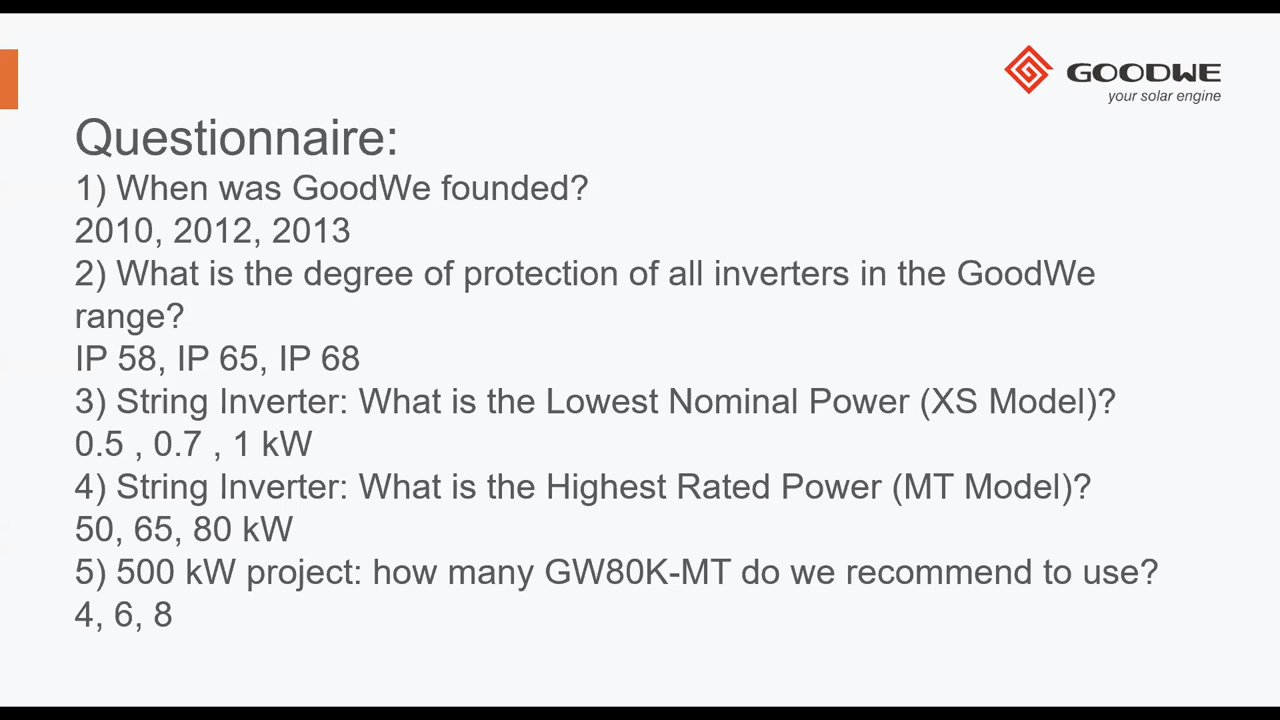 GOODWE
your solar engine
Questionnaire:
1) When was GoodWe founded?
2010, 2012, 2013
2) What is the degree of protection of all inverters in the GoodWe
range?
IP 58, IP 65, IP 68
3) String Inverter: What is the Lowest Nominal Power (XS Model)?
0.5 , 0.7 , 1 kW
4) String Inverter: What is the Highest Rated Power (MT Model)?
50, 65, 80 kW
5) 500 kW project: how many GW80K-MT do we recommend to use?
4, 6, 8